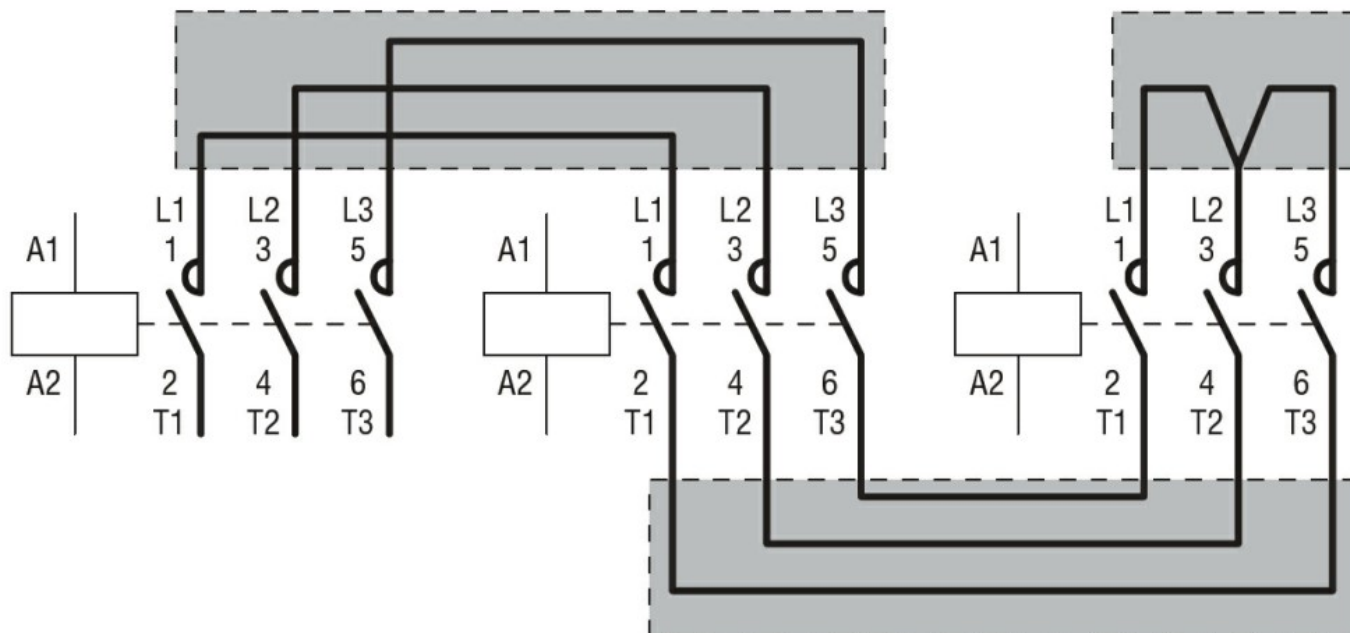 L1 L2 L3 L1 L2 L3 L1 L2 L3
A1 1 3 5 A1 1 3 5 A1 1 3 5
A2 2 4 6 A2 2 4 6 A2 2 4 6
T1 T2 T3 T1 T2 T3 T1 T2 T3